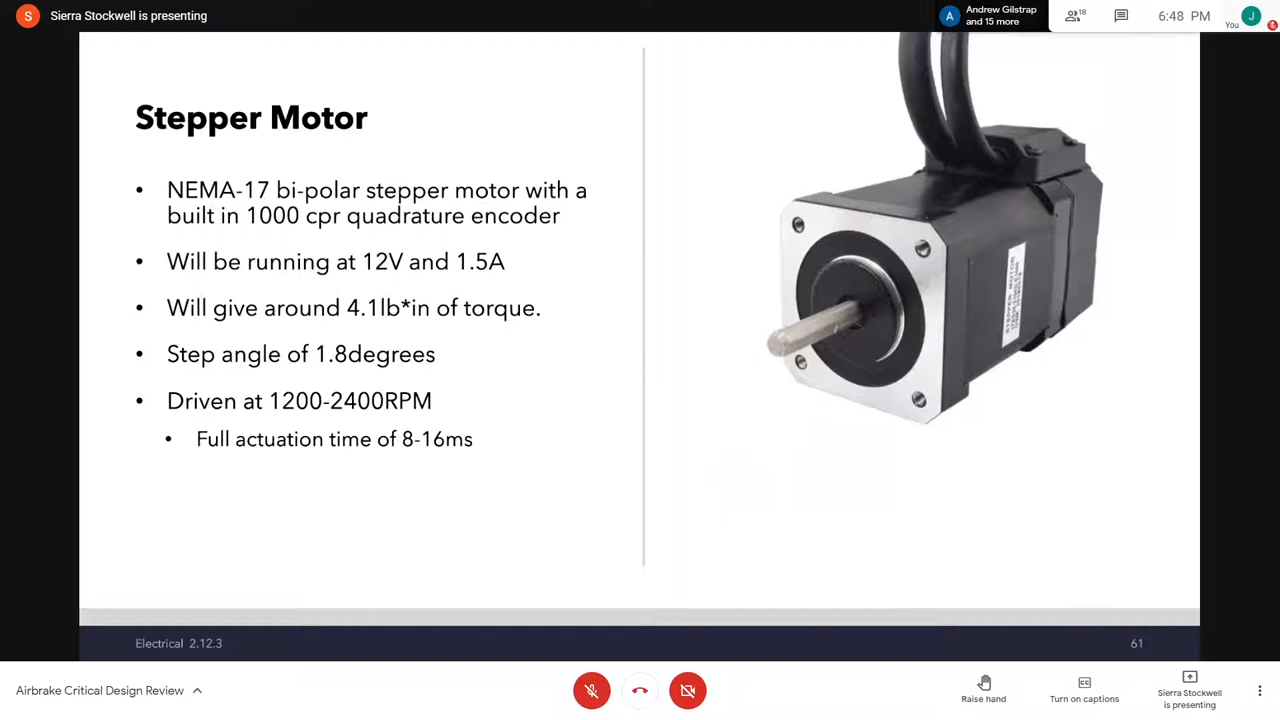 S Sierra Stockwell is presenting
A Andrew Gilstrap
and 15 more
18
6:48 PM
You
J
Stepper Motor
• NEMA-17 bi-polar stepper motor with a
built in 1000 cpr quadrature encoder
• Will be running at 12V and 1.5A
• Will give around 4.1lb*in of torque.
• Step angle of 1.8degrees
• Driven at 1200-2400RPM
• Full actuation time of 8-16ms
STEPPER MOTOR
Electrical 2.12.3
61
Airbrake Critical Design Review
Raise hand
CC
Turn on captions
Sierra Stockwell
is presenting